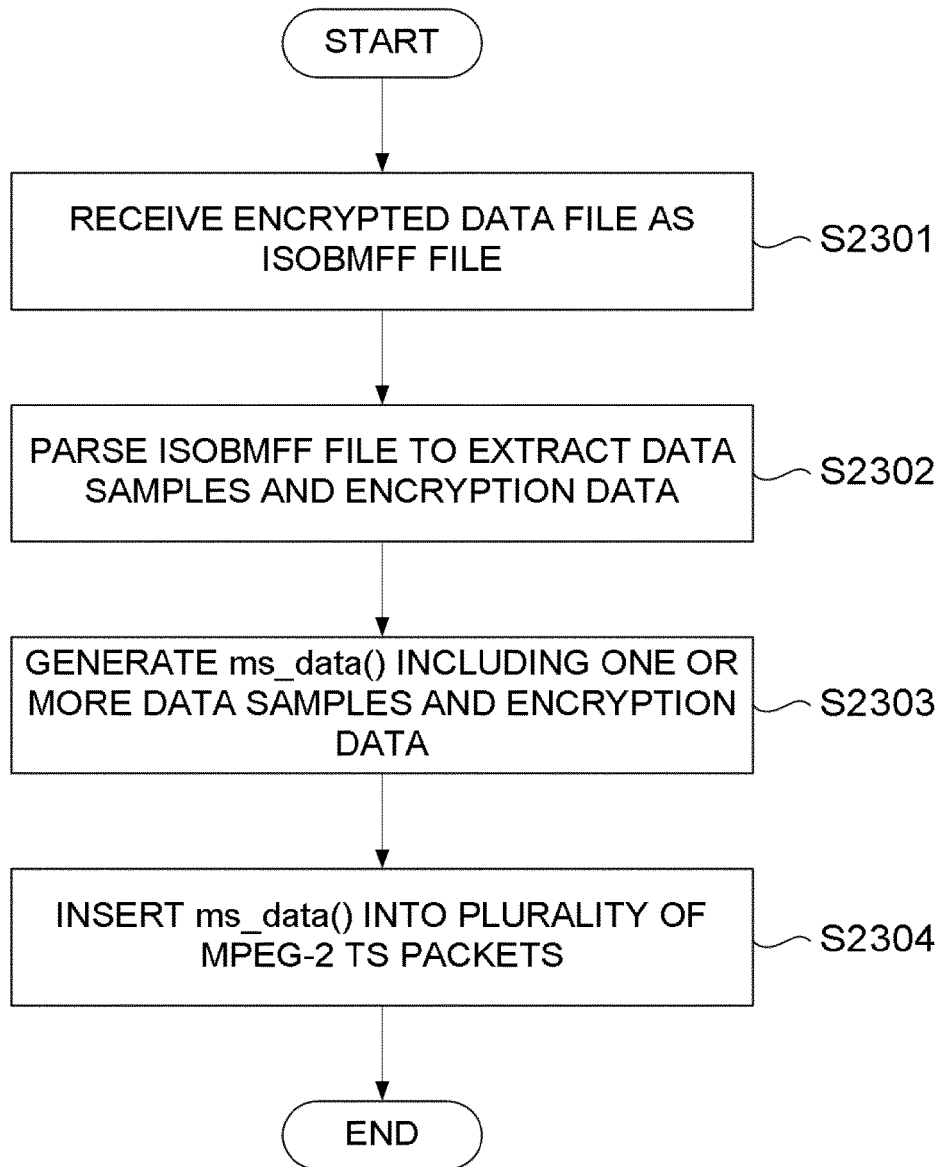 START
RECEIVE ENCRYPTED DATA FILE AS
ISOBMFF FILE
S2301
PARSE ISOBMFF FILE TO EXTRACT DATA
SAMPLES AND ENCRYPTION DATA
S2302
GENERATE ms_data() INCLUDING ONE OR
MORE DATA SAMPLES AND ENCRYPTION
DATA
S2303
INSERT ms_data() INTO PLURALITY OF
MPEG-2 TS PACKETS
S2304
END